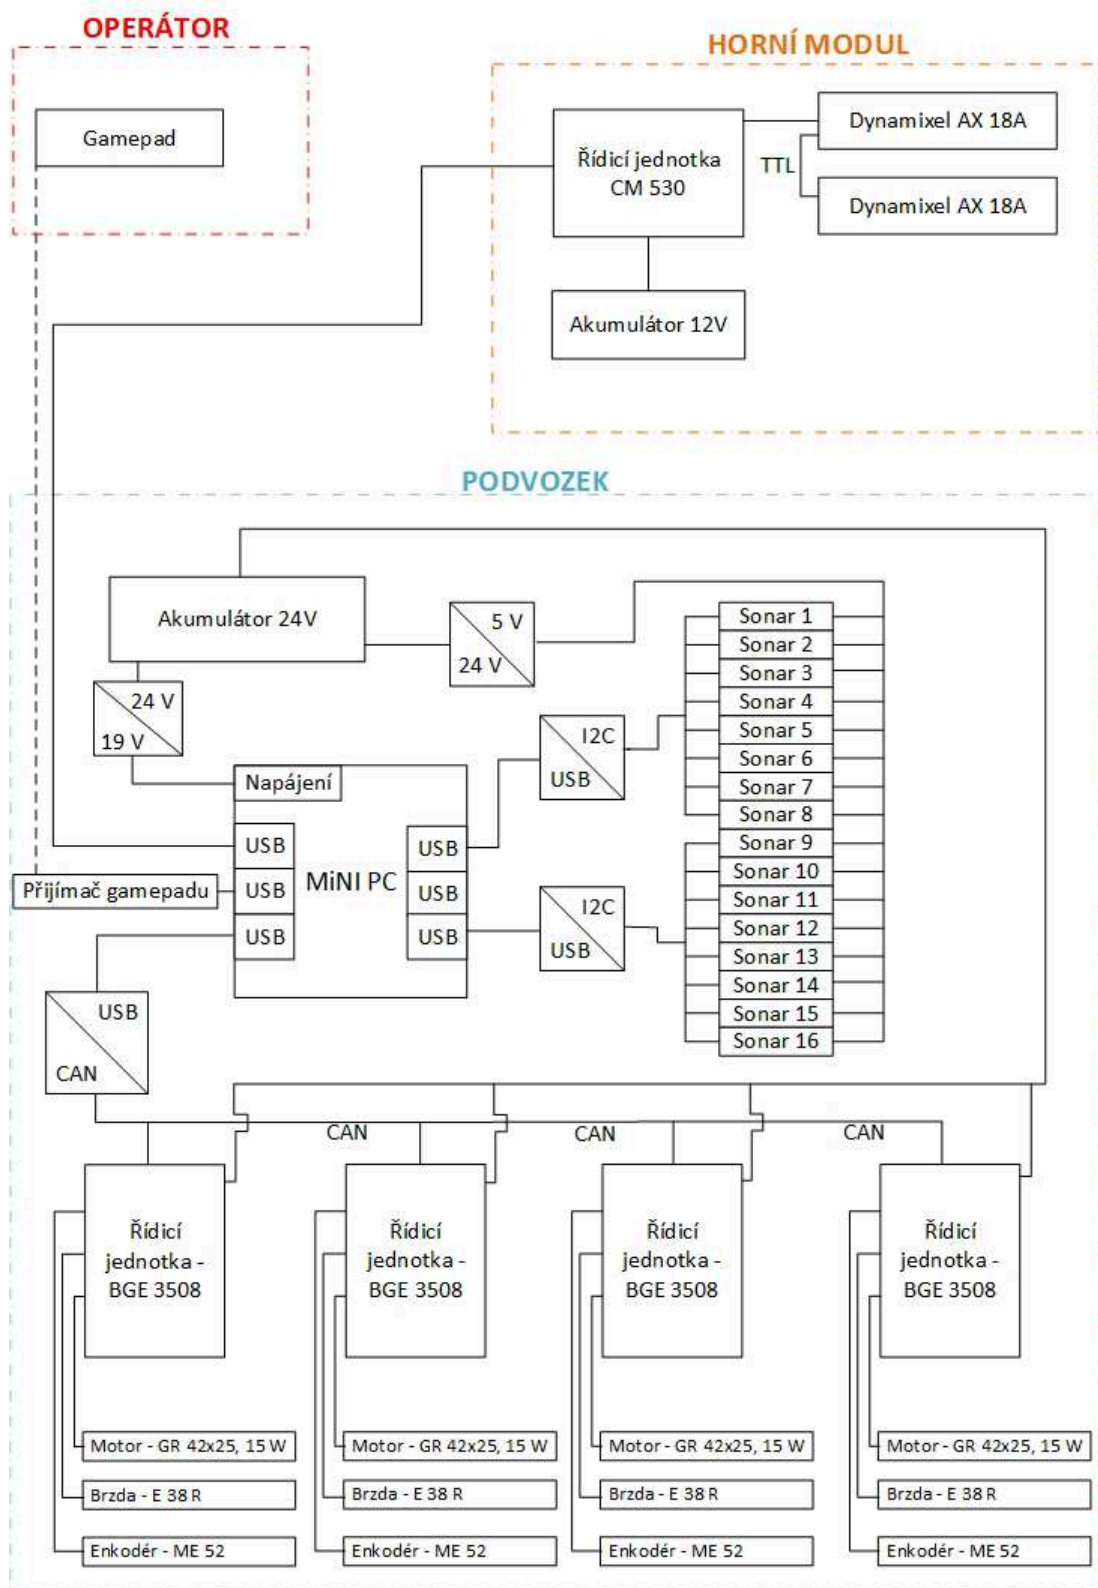 OPERÁTOR
HORNÍ MODUL
Gamepad
Řídicí jednotka
CM 530
Dynamixel AX 18A
TTL
Dynamixel AX 18A
Akumulátor 12V
PODVOZEK
Akumulátor 24V
5 V
24 V
24 V
19 V
Sonar 1
Sonar 2
Sonar 3
Sonar 4
Sonar 5
Sonar 6
Sonar 7
Sonar 8
Sonar 9
Sonar 10
Sonar 11
Sonar 12
Sonar 13
Sonar 14
Sonar 15
Sonar 16
I2C
USB
I2C
USB
Napájení
MiNI PC
USB
USB
USB
USB
USB
USB
Přijímač gamepadu
USB
CAN
CAN
CAN
CAN
Řídicí
jednotka -
BGE 3508
Řídicí
jednotka -
BGE 3508
Řídicí
jednotka -
BGE 3508
Řídicí
jednotka -
BGE 3508
Motor - GR 42x25, 15 W
Motor - GR 42x25, 15 W
Motor - GR 42x25, 15 W
Motor - GR 42x25, 15 W
Brzda - E 38 R
Brzda - E 38 R
Brzda - E 38 R
Brzda - E 38 R
Enkodér - ME 52
Enkodér - ME 52
Enkodér - ME 52
Enkodér - ME 52